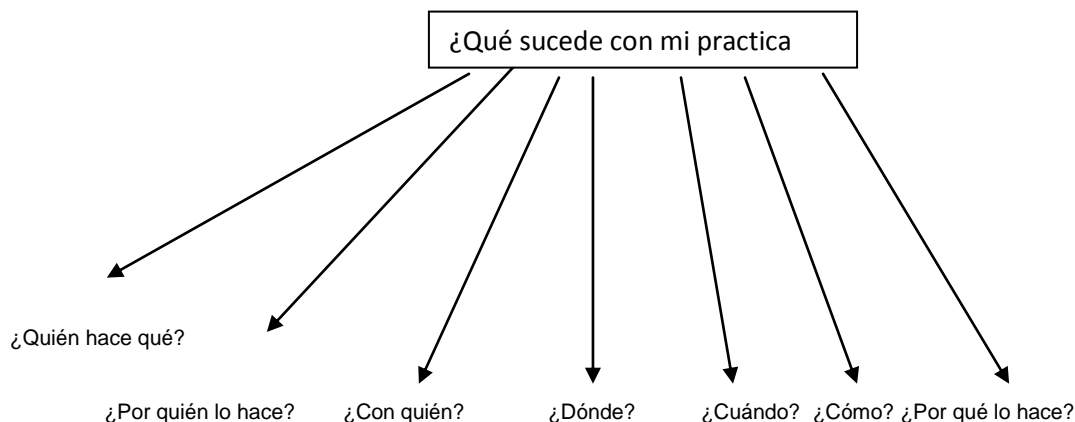 ¿Qué sucede con mi practica
¿Quién hace qué?
¿Por quién lo hace? ¿Con quién? ¿Dónde? ¿Cuándo? ¿Cómo? ¿Por qué lo hace?